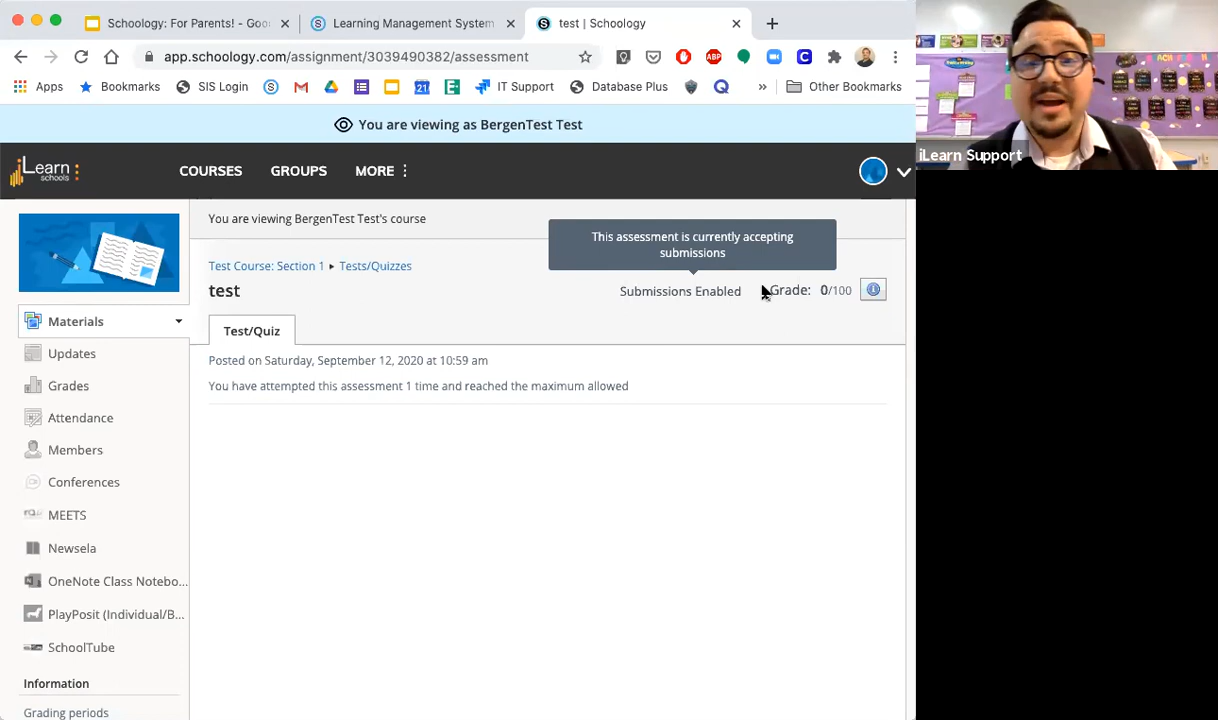 Schoology: For Parents! - Goo
Learning Management System
test | Schoology
app.schoology.com/assignment/3039490382/assessment
Apps
Bookmarks
SIS Login
IT Support
Database Plus
»
Other Bookmarks
You are viewing as BergenTest Test
iLearn
schools
COURSES
GROUPS
MORE
iLearn Support
You are viewing BergenTest Test's course
This assessment is currently accepting
submissions
Test Course: Section 1 ▸ Tests/Quizzes
test
Submissions Enabled
Grade: 0/100
Test/Quiz
Posted on Saturday, September 12, 2020 at 10:59 am
You have attempted this assessment 1 time and reached the maximum allowed
Materials
Updates
Grades
Attendance
Members
Conferences
MEETS
Newsela
OneNote Class Notebo...
PlayPosit (Individual/B...
SchoolTube
Information
Grading periods